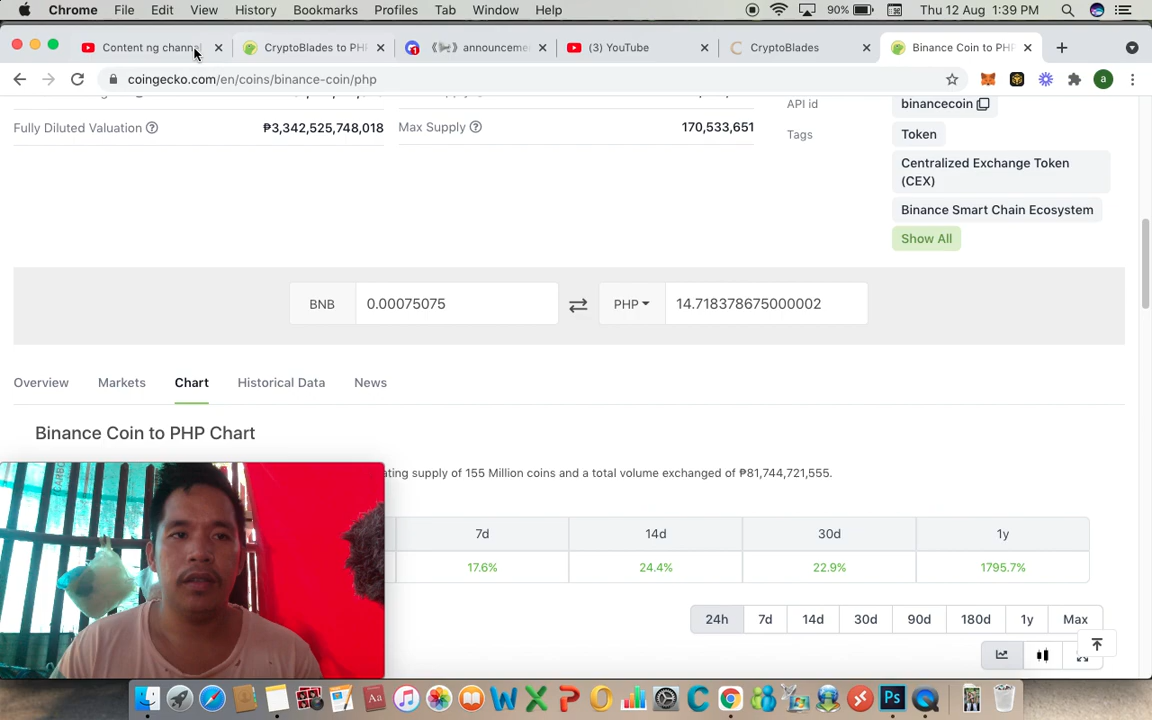 Chrome File Edit View History Bookmarks Profiles Tab Window Help 90% Thu 12 Aug 1:39 PM
Content ng channel CryptoBlades to PH announceme (3) YouTube CryptoBlades Binance Coin to PHP
coingecko.com/en/coins/binance-coin/php
API id binancecoin
Fully Diluted Valuation ₱3,342,525,748,018 Max Supply 170,533,651
Tags Token
Centralized Exchange Token
(CEX)
Binance Smart Chain Ecosystem
Show All
BNB 0.00075075 PHP 14.718378675000002
Overview Markets Chart Historical Data News
Binance Coin to PHP Chart
ating supply of 155 Million coins and a total volume exchanged of ₱81,744,721,555.
7d 14d 30d 1y
17.6% 24.4% 22.9% 1795.7%
24h 7d 14d 30d 90d 180d 1y Max